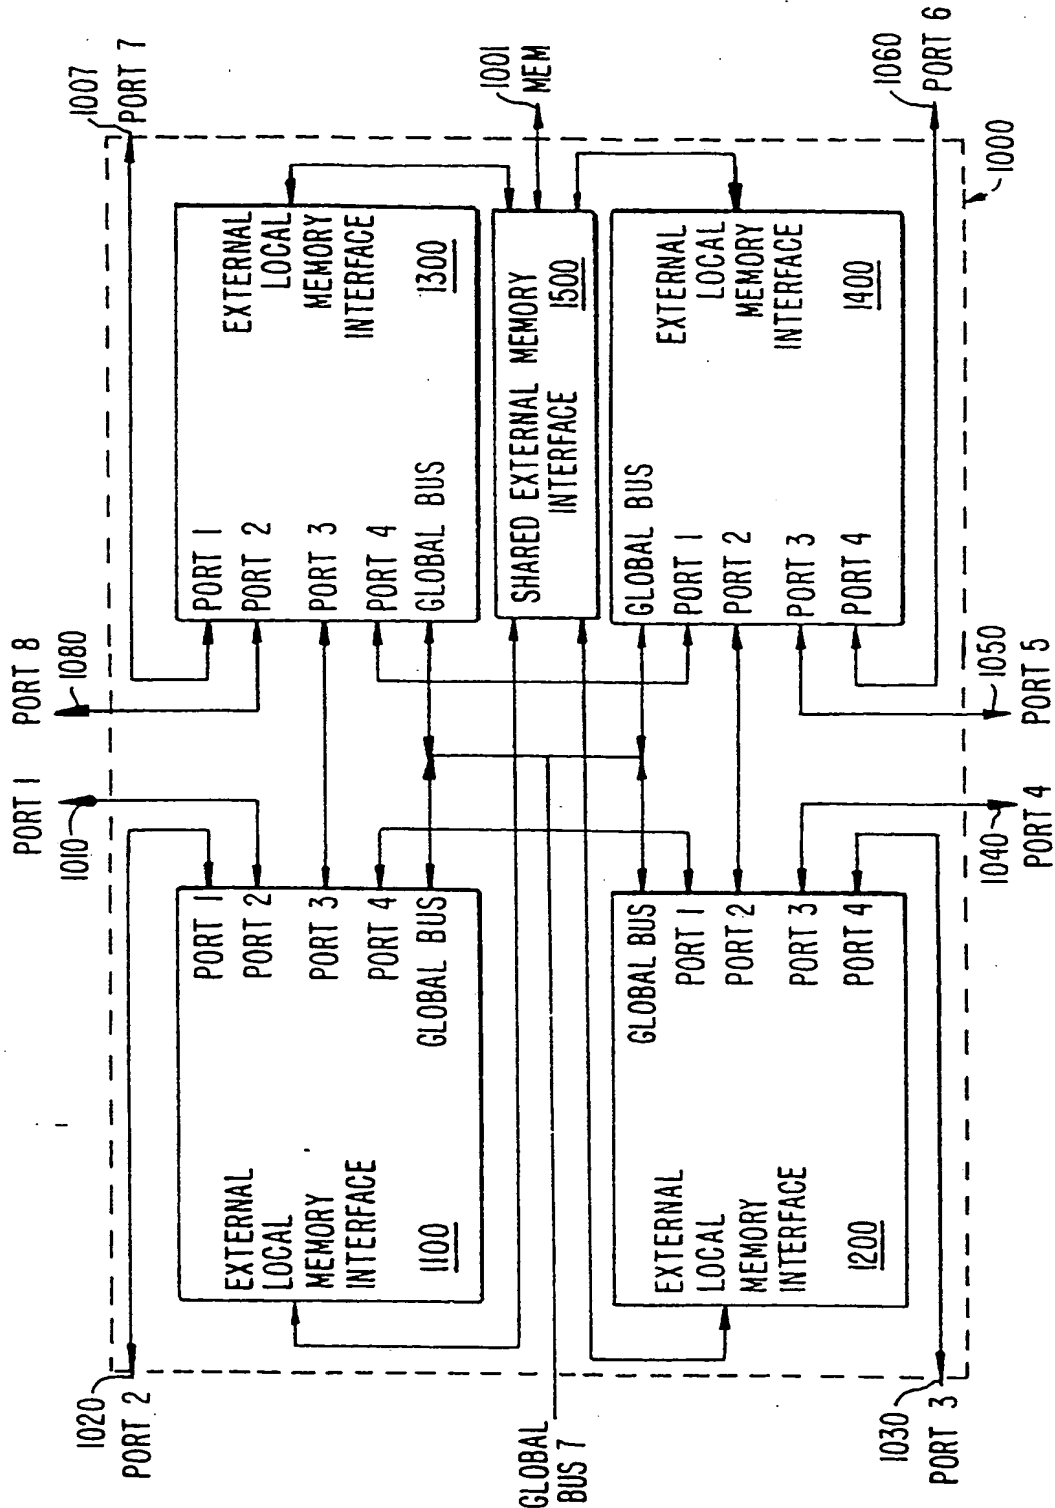 1020
PORT 2
PORT 1
1010
PORT 8
1080
1007
PORT 7
EXTERNAL
LOCAL
MEMORY
INTERFACE
1100
PORT 1
PORT 2
PORT 3
PORT 4
GLOBAL BUS
PORT 1
PORT 2
PORT 3
PORT 4
GLOBAL BUS
EXTERNAL
LOCAL
MEMORY
INTERFACE
1300
GLOBAL
BUS 7
SHARED EXTERNAL MEMORY
INTERFACE
1500
1001
MEM
EXTERNAL
LOCAL
MEMORY
INTERFACE
1200
GLOBAL BUS
PORT 1
PORT 2
PORT 3
PORT 4
GLOBAL BUS
PORT 1
PORT 2
PORT 3
PORT 4
EXTERNAL
LOCAL
MEMORY
INTERFACE
1400
1030
PORT 3
1040
PORT 4
1050
PORT 5
1060
PORT 6
1000